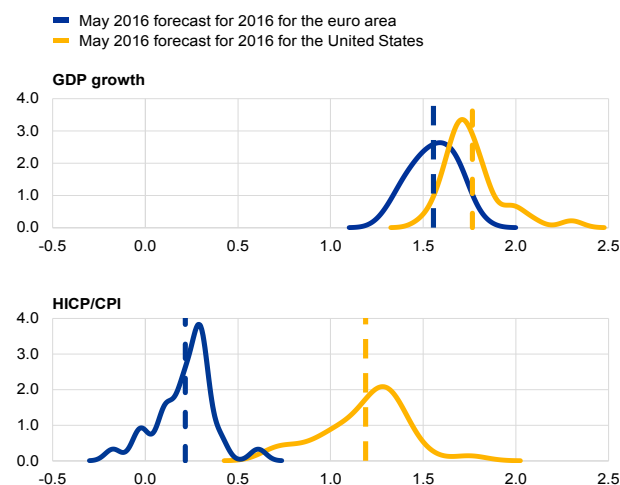 May 2016 forecast for 2016 for the euro area
May 2016 forecast for 2016 for the United States
GDP growth
4.0
3.0
2.0
1.0
0.0
-0.5 0.0 0.5 1.0 1.5 2.0 2.5
HICP/CPI
4.0
3.0
2.0
1.0
0.0
-0.5 0.0 0.5 1.0 1.5 2.0 2.5